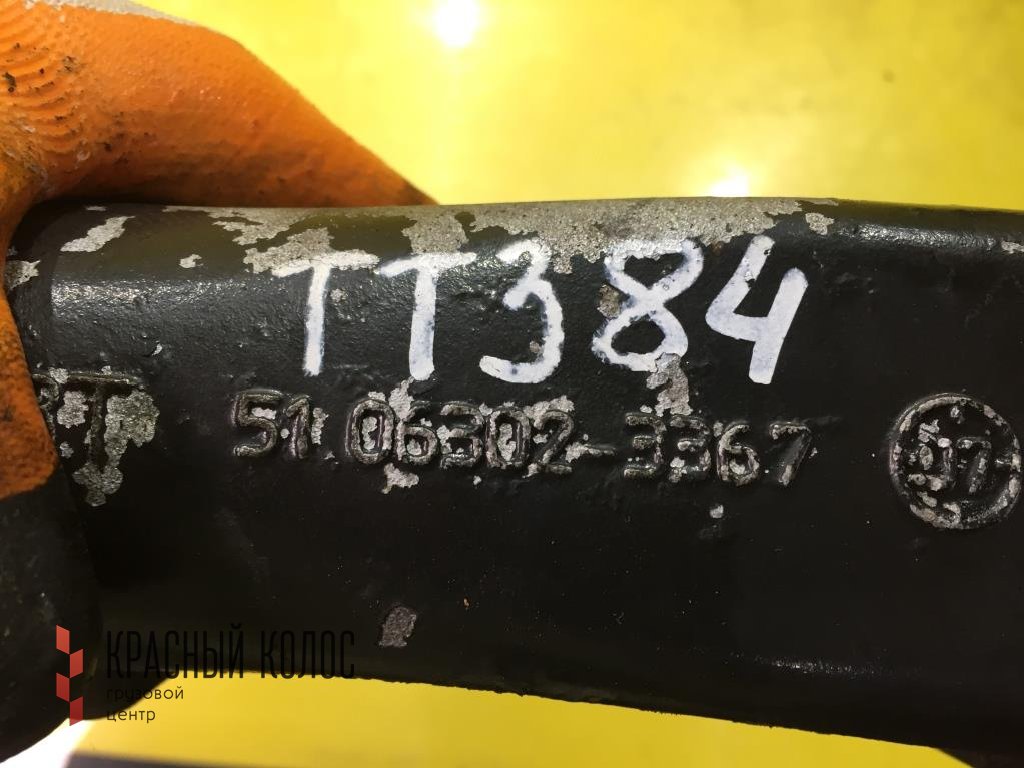 TT384
51 06302-3367
КРАСНЫЙ КОЛОС
грузовой
центр